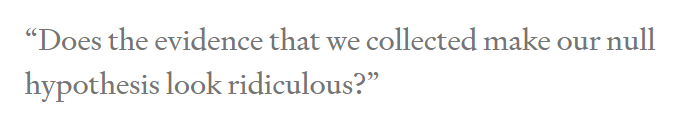 “Does the evidence that we collected make our null
hypothesis look ridiculous?”